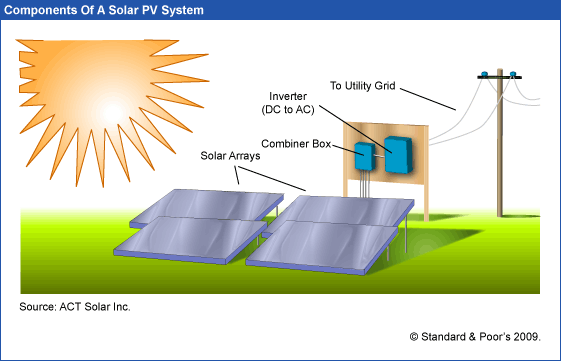 Components Of A Solar PV System
To Utility Grid
Inverter
(DC to AC)
Combiner Box
Solar Arrays
Source: ACT Solar Inc.
© Standard & Poor's 2009.